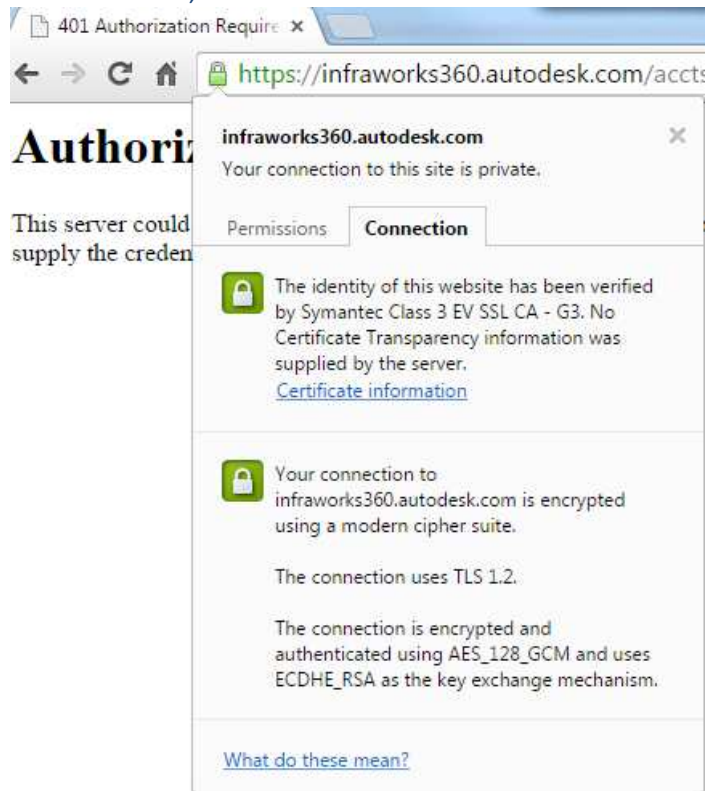 401 Authorization Require
https://infraworks360.autodesk.com/accts
infraworks360.autodesk.com
Your connection to this site is private.
Permissions Connection
The identity of this website has been verified
by Symantec Class 3 EV SSL CA - G3. No
Certificate Transparency information was
supplied by the server.
Certificate information
Your connection to
infraworks360.autodesk.com is encrypted
using a modern cipher suite.
The connection uses TLS 1.2.
The connection is encrypted and
authenticated using AES_128_GCM and uses
ECDHE_RSA as the key exchange mechanism.
What do these mean?
Authoriz
This server could
supply the creden